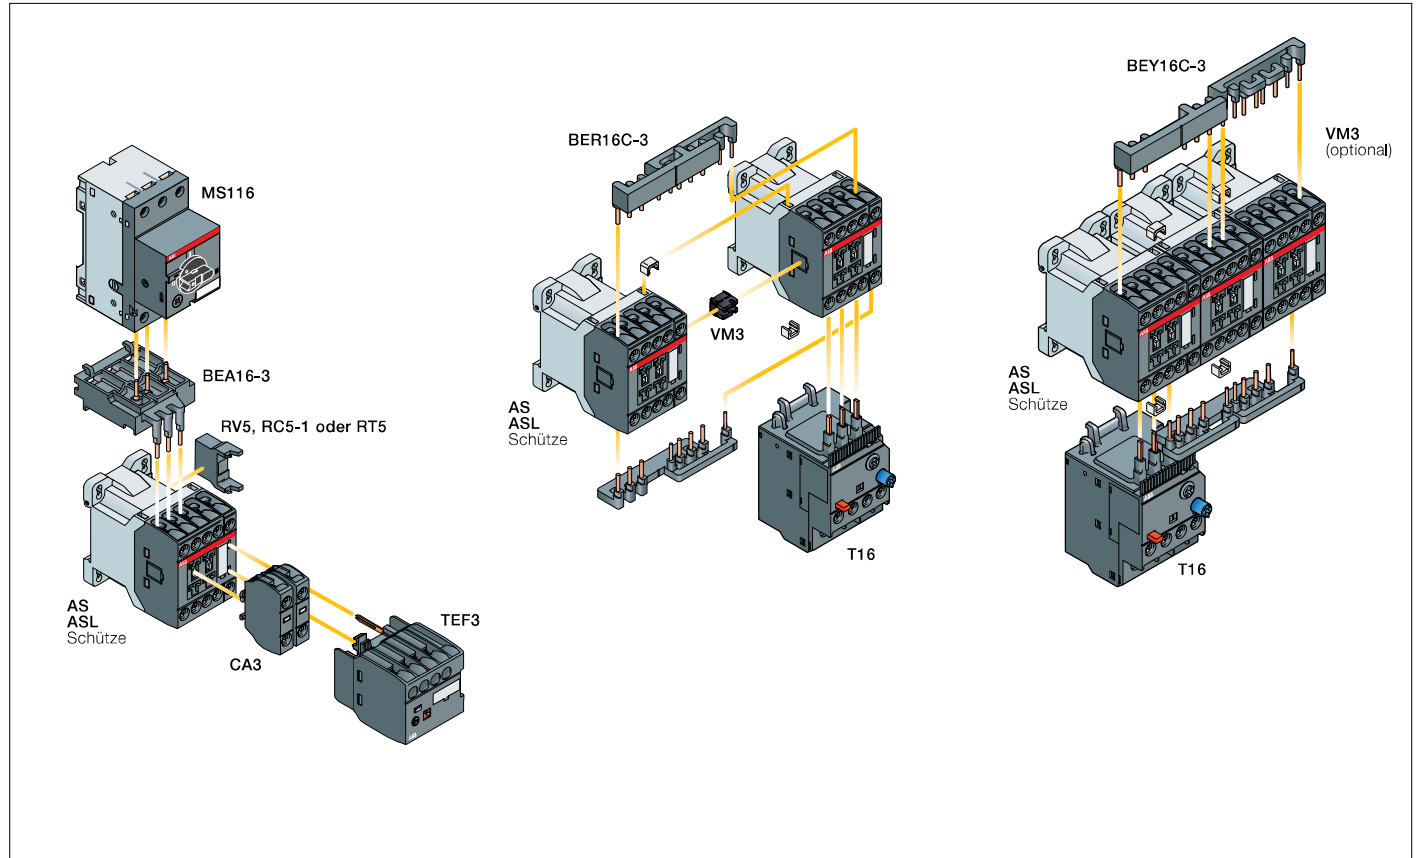 MS116
BEA16-3
RV5, RC5-1 oder RT5
AS
ASL
Schütze
CA3
TEF3
BER16C-3
VM3
AS
ASL
Schütze
T16
BEY16C-3
VM3
(optional)
AS
ASL
Schütze
T16